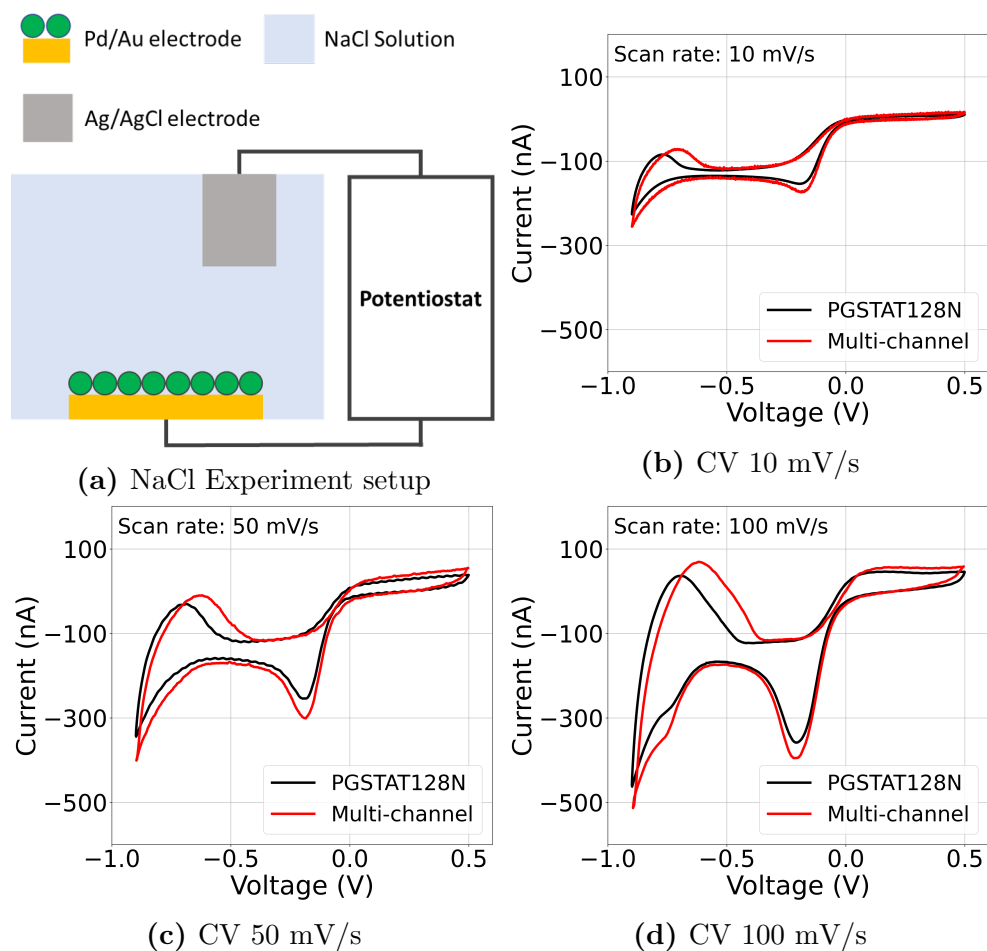 Pd/Au electrode
NaCl Solution
Ag/AgCl electrode
Potentiostat
(a) NaCl Experiment setup
Scan rate: 10 mV/s
100
−100
−300
−500
Current (nA)
PGSTAT128N
Multi-channel
−1.0 −0.5 0.0 0.5
Voltage (V)
(b) CV 10 mV/s
Scan rate: 50 mV/s
100
−100
−300
−500
Current (nA)
PGSTAT128N
Multi-channel
−1.0 −0.5 0.0 0.5
Voltage (V)
(c) CV 50 mV/s
Scan rate: 100 mV/s
100
−100
−300
−500
Current (nA)
PGSTAT128N
Multi-channel
−1.0 −0.5 0.0 0.5
Voltage (V)
(d) CV 100 mV/s